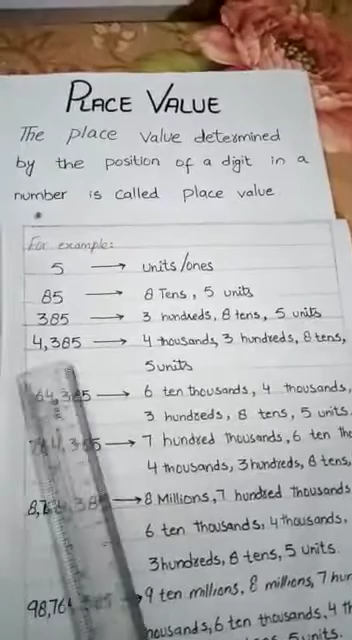 PLACE VALUE
The place value determined
by the position of a digit in a
number is called place value
For example:
5 → units/ones
85 → 8 Tens, 5 units
385 → 3 hundreds, 8 tens, 5 units
4,385 → 4 thousands, 3 hundreds, 8 tens,
5 units
64,385 → 6 ten thousands, 4 thousands,
3 hundreds, 8 tens, 5 units.
→ 7 hundred thousands, 6 ten
4 thousands, 3 hundreds, 8 tens,
→ 8 Millions, 7 hundred thousands
6 ten thousands, 4 thousands,
3 hundreds, 8 tens, 5 units.
→ 9 ten millions, 8 millions, 7
6 ten thousands, 4
5 units.